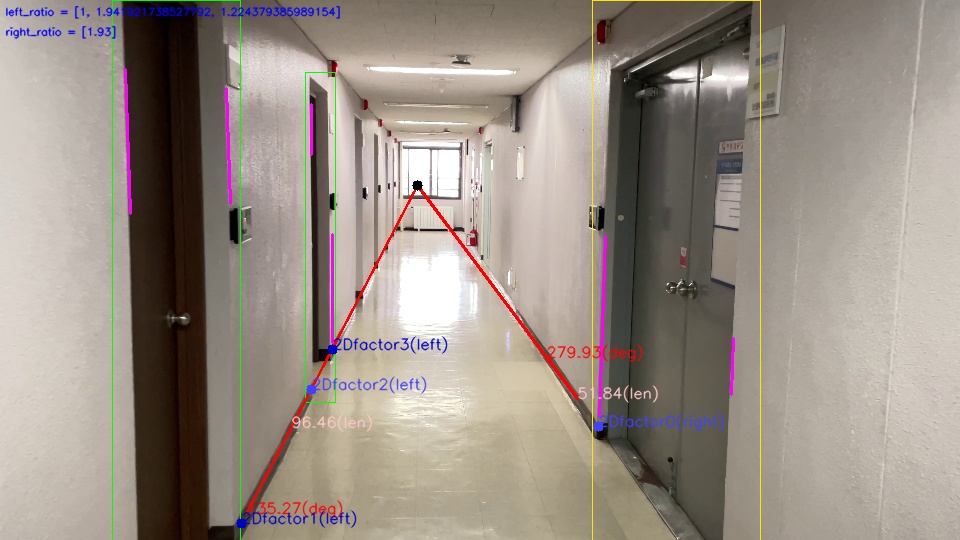 left_ratio = [1, 1.941921738527792, 1.224379385989154]
right_ratio = [1.93]
2Dfactor3(left)
279.93(deg)
2Dfactor2(left)
51.84(len)
96.46(len)
2Dfactor0(right)
35.27(deg)
2Dfactor1(left)